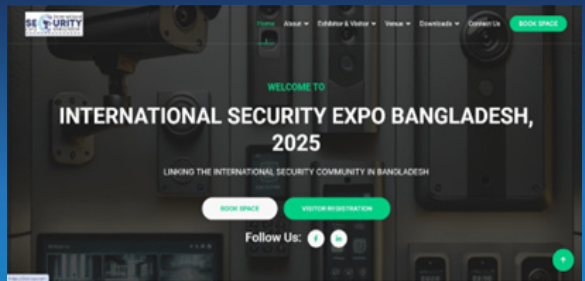 SECURITY
Home About Exhibitor & Visitor Venue Downloads Contact Us BOOK SPACE
WELCOME TO
INTERNATIONAL SECURITY EXPO BANGLADESH,
2025
LINKING THE INTERNATIONAL SECURITY COMMUNITY IN BANGLADESH
BOOK SPACE VISITOR REGISTRATION
Follow Us: f in